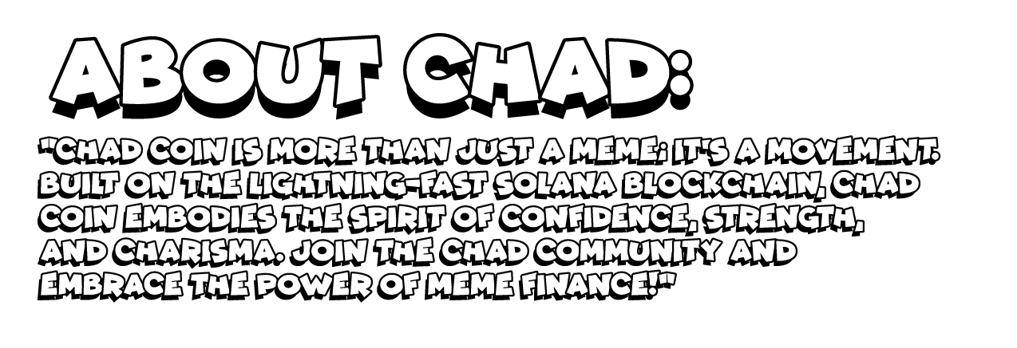 ABOUT CHAD:
"CHAD COIN IS MORE THAN JUST A MEME; IT'S A MOVEMENT.
BUILT ON THE LIGHTNING-FAST SOLANA BLOCKCHAIN, CHAD
COIN EMBODIES THE SPIRIT OF CONFIDENCE, STRENGTH,
AND CHARISMA. JOIN THE CHAD COMMUNITY AND
EMBRACE THE POWER OF MEME FINANCE!"